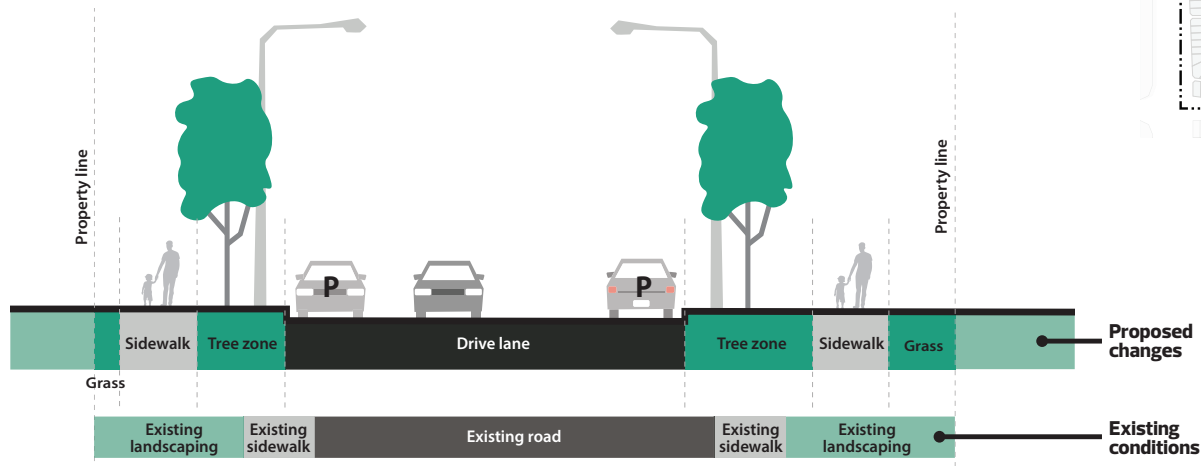 Property line
Property line
P
P
Sidewalk
Tree zone
Drive lane
Tree zone
Sidewalk
Grass
Proposed
changes
Grass
Existing
landscaping
Existing
sidewalk
Existing road
Existing
sidewalk
Existing
landscaping
Existing
conditions